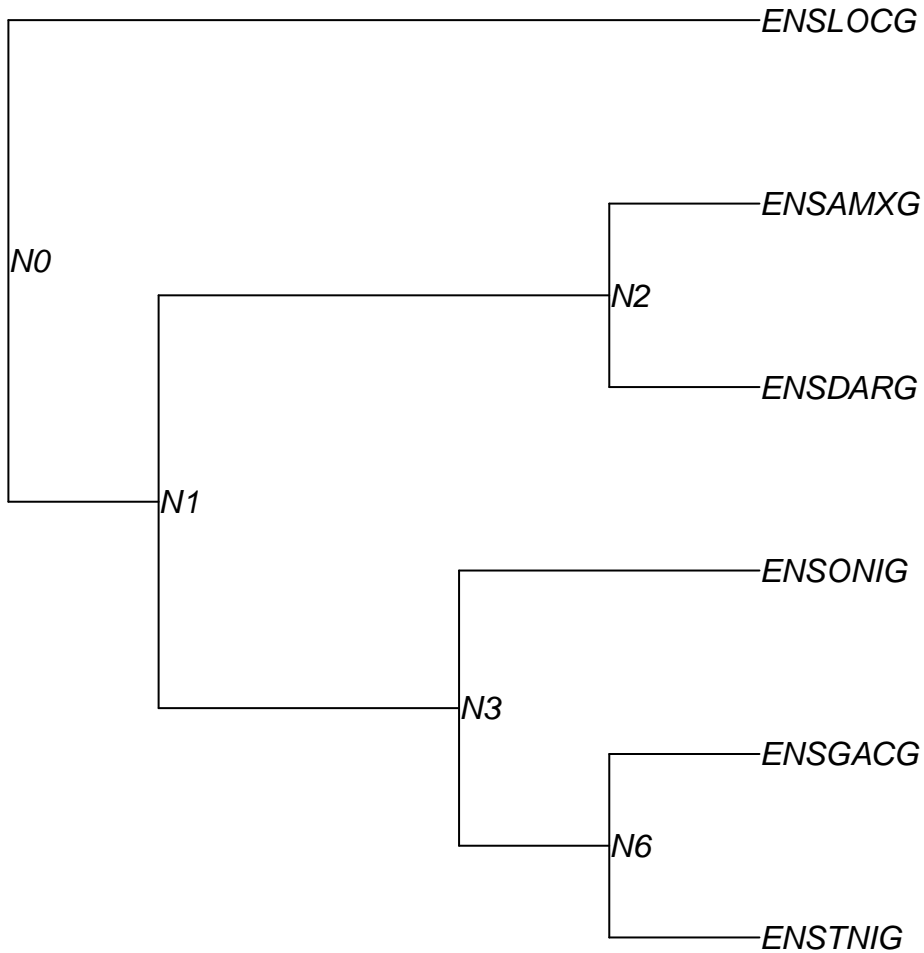 ENSLOCG
ENSAMXG
N0
N2
ENSDARG
N1
ENSONIG
N3
ENSGACG
N6
ENSTNIG